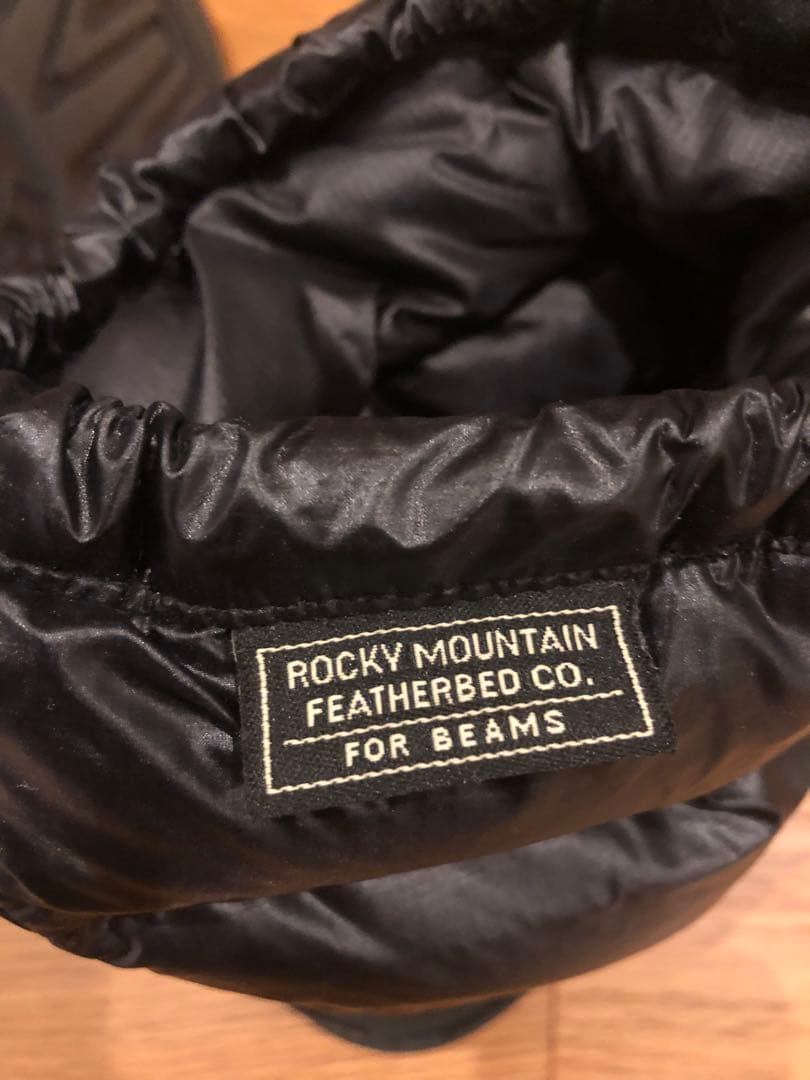 ROCKY MOUNTAIN
FEATHERBED CO.
FOR BEAMS